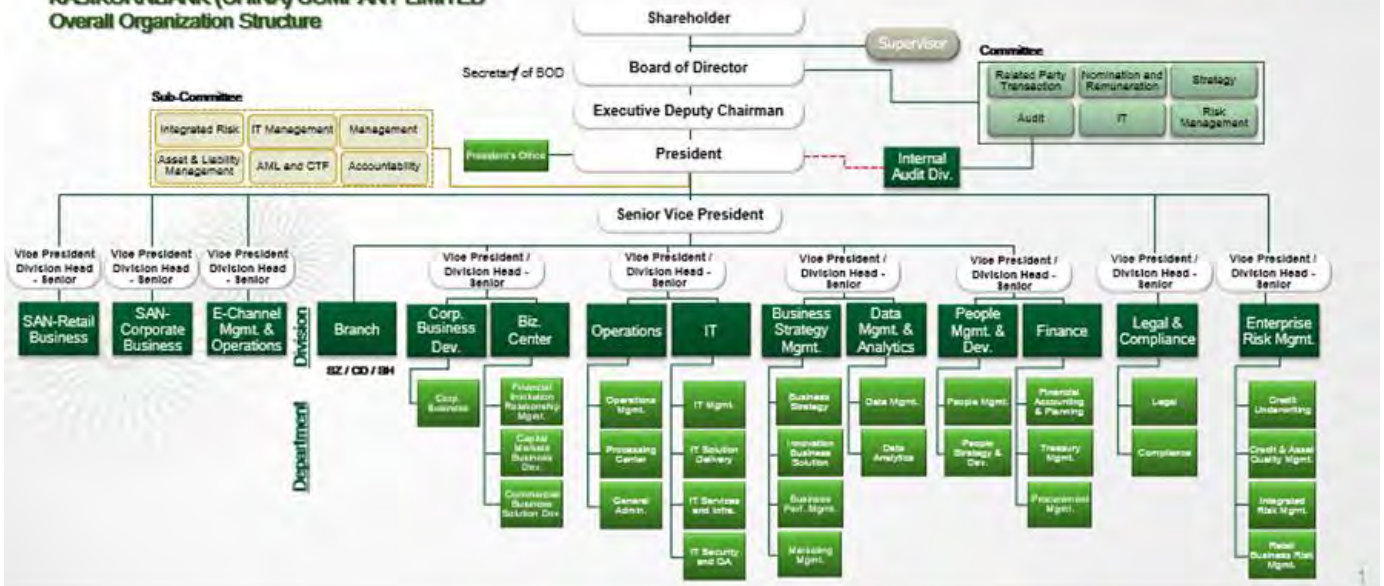 KASIKORNBANK (CHINA) COMPANY LIMITED
Overall Organization Structure
Shareholder
Supervisor
Committee
Secretary of BOD
Board of Director
Related Party
Transaction
Nomination and
Remuneration
Strategy
Audit
IT
Risk
Management
Sub-Committee
Integrated Risk
IT Management
Management
Asset & Liability
Management
AML and CTF
Accountability
Executive Deputy Chairman
President's Office
President
Internal
Audit Div.
Senior Vice President
Vice President
Division Head
- Senior
Vice President
Division Head
- Senior
Vice President
Division Head
- Senior
Vice President /
Division Head -
Senior
Vice President /
Division Head -
Senior
Vice President /
Division Head -
Senior
Vice President /
Division Head -
Senior
Vice President /
Division Head -
Senior
Vice President /
Division Head -
Senior
SAN-Retail
Business
SAN-
Corporate
Business
E-Channel
Mgmt. &
Operations
Division
Branch
Corp.
Business
Dev.
Biz.
Center
Operations
IT
Business
Strategy
Mgmt.
Data
Mgmt. &
Analytics
People
Mgmt. &
Dev.
Finance
Legal &
Compliance
Enterprise
Risk Mgmt.
SZ / CD / SH
Department
Corp.
Business
Financial
Institution
Relationship
Mgmt.
Capital
Markets
Business
Dev.
Commercial
Business
Solution Dev.
Operations
Mgmt.
Processing
Center
General
Admin.
IT Mgmt.
IT Solution
Delivery
IT Services
and Infra.
IT Security
and QA
Business
Strategy
Innovation
Business
Solution
Business
Perf. Mgmt.
Marketing
Mgmt.
Data Mgmt.
Data
Analytics
People Mgmt.
People
Strategy &
Dev.
Financial
Accounting
& Planning
Treasury
Mgmt.
Procurement
Mgmt.
Legal
Compliance
Credit
Underwriting
Credit & Asset
Quality Mgmt.
Integrated
Risk Mgmt.
Retail
Business Risk
Mgmt.
1